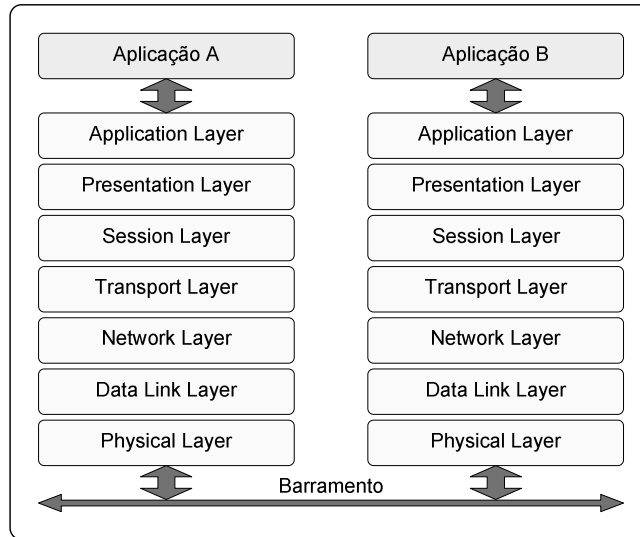 Aplicação A
Application Layer
Presentation Layer
Session Layer
Transport Layer
Network Layer
Data Link Layer
Physical Layer
Aplicação B
Application Layer
Presentation Layer
Session Layer
Transport Layer
Network Layer
Data Link Layer
Physical Layer
Barramento